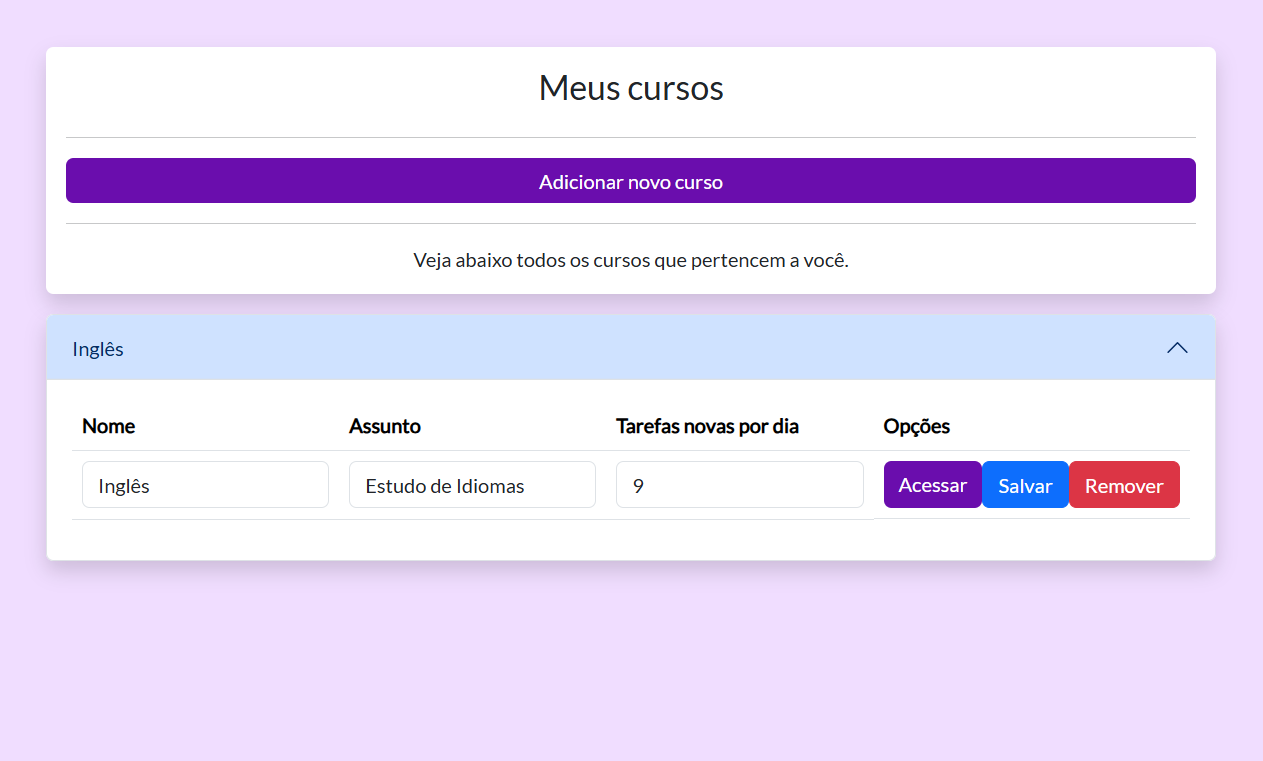 Meus cursos
Adicionar novo curso
Veja abaixo todos os cursos que pertencem a você.
Inglês
Nome Assunto Tarefas novas por dia Opções
Inglês Estudo de Idiomas 9 Acessar Salvar Remover